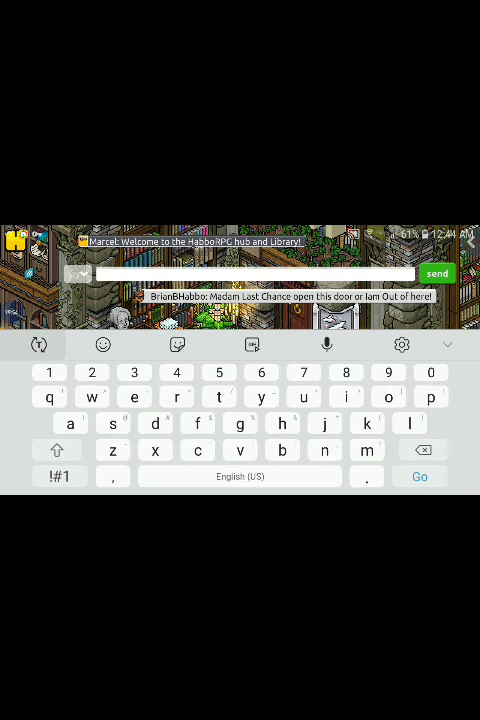 61% 12:44 AM
Marcel: Welcome to the HabboRPG hub and Library!
send
BrianBHabbo: Madam Last Chance open this door or Iam Out of here!
T GIF
1 2 3 4 5 6 7 8 9 0
q w e r t y u i o p
a s d f g h j k l
z x c v b n m
!#1 , English (US) . Go